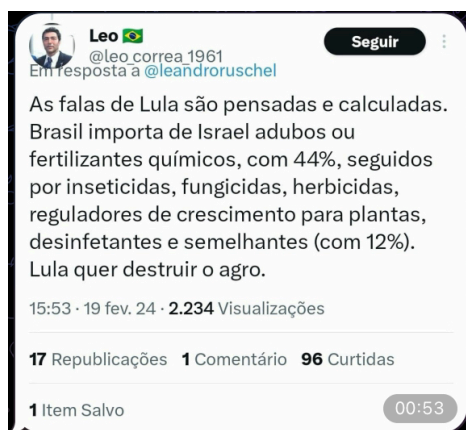 Leo 🇧🇷
Seguir
@leo_correa_1961
Em resposta a @leandroruschel
As falas de Lula são pensadas e calculadas.
Brasil importa de Israel adubos ou
fertilizantes químicos, com 44%, seguidos
por inseticidas, fungicidas, herbicidas,
reguladores de crescimento para plantas,
desinfetantes e semelhantes (com 12%).
Lula quer destruir o agro.
15:53 · 19 fev. 24 · 2.234 Visualizações
17 Republicações 1 Comentário 96 Curtidas
1 Item Salvo
00:53